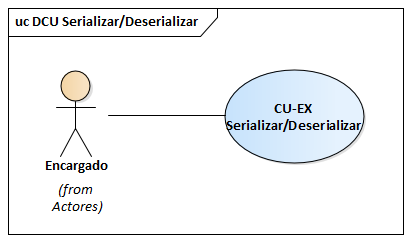 uc DCU Serializar/Deserializar
CU-EX
Serializar/Deserializar
Encargado
(from
Actores)